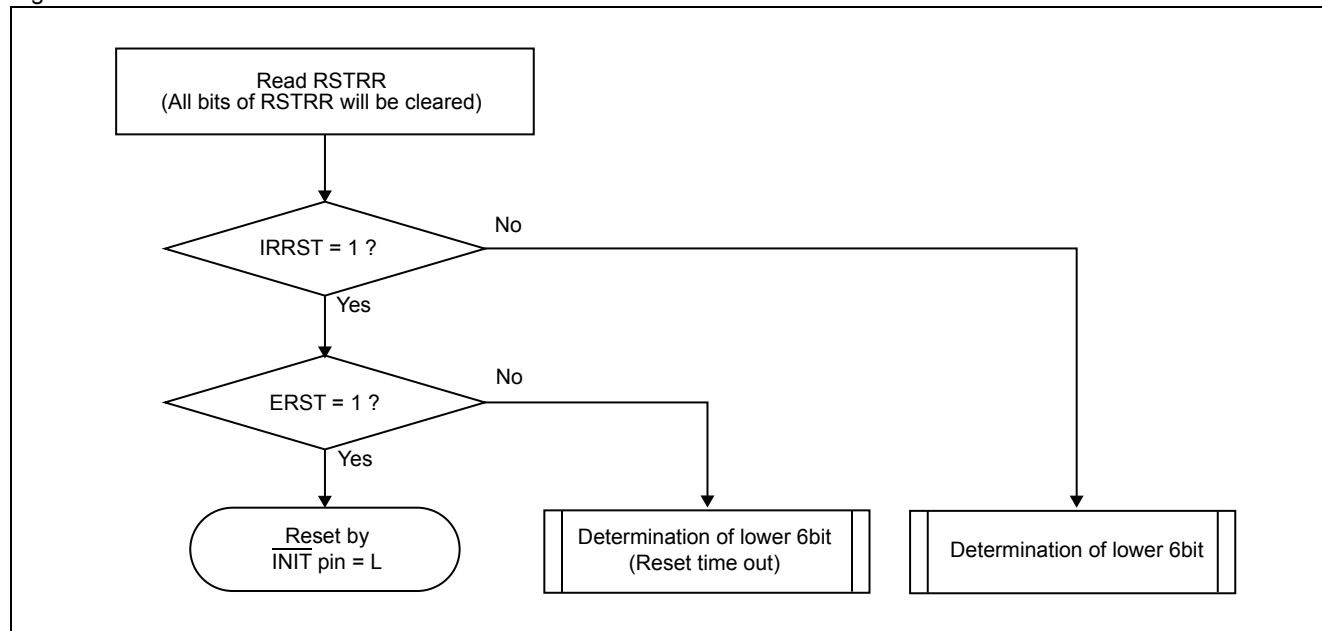 Read RSTRR
(All bits of RSTRR will be cleared)
IRRST = 1 ?
No
Yes
ERST = 1 ?
No
Yes
Reset by
INIT pin = L
Determination of lower 6bit
(Reset time out)
Determination of lower 6bit